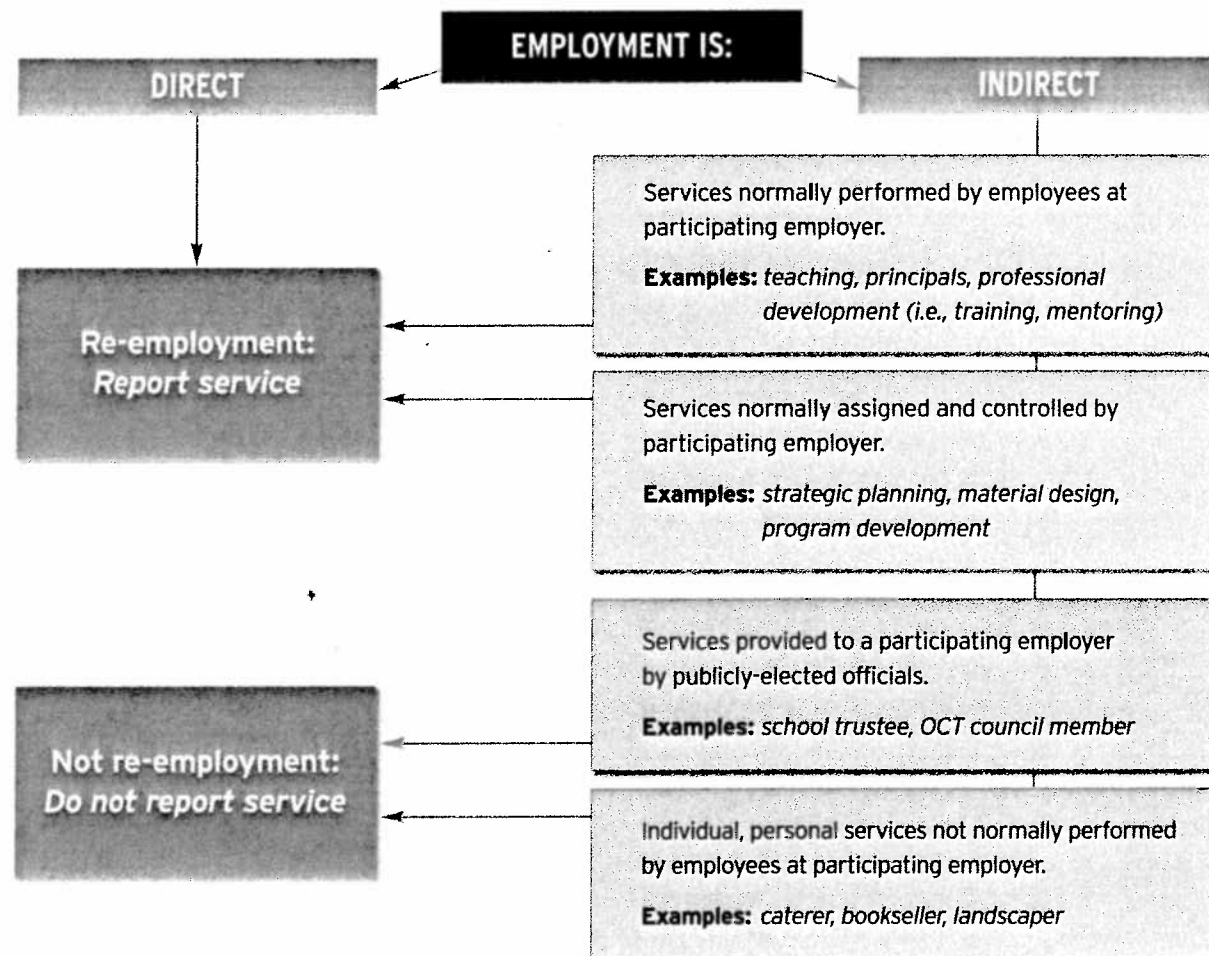 EMPLOYMENT IS:
DIRECT
INDIRECT
Services normally performed by employees at
participating employer.
Examples: teaching, principals, professional
development (i.e., training, mentoring)
Re-employment:
Report service
Services normally assigned and controlled by
participating employer.
Examples: strategic planning, material design,
program development
Services provided to a participating employer
by publicly-elected officials.
Examples: school trustee, OCT council member
Not re-employment:
Do not report service
Individual, personal services not normally performed
by employees at participating employer.
Examples: caterer, bookseller, landscaper